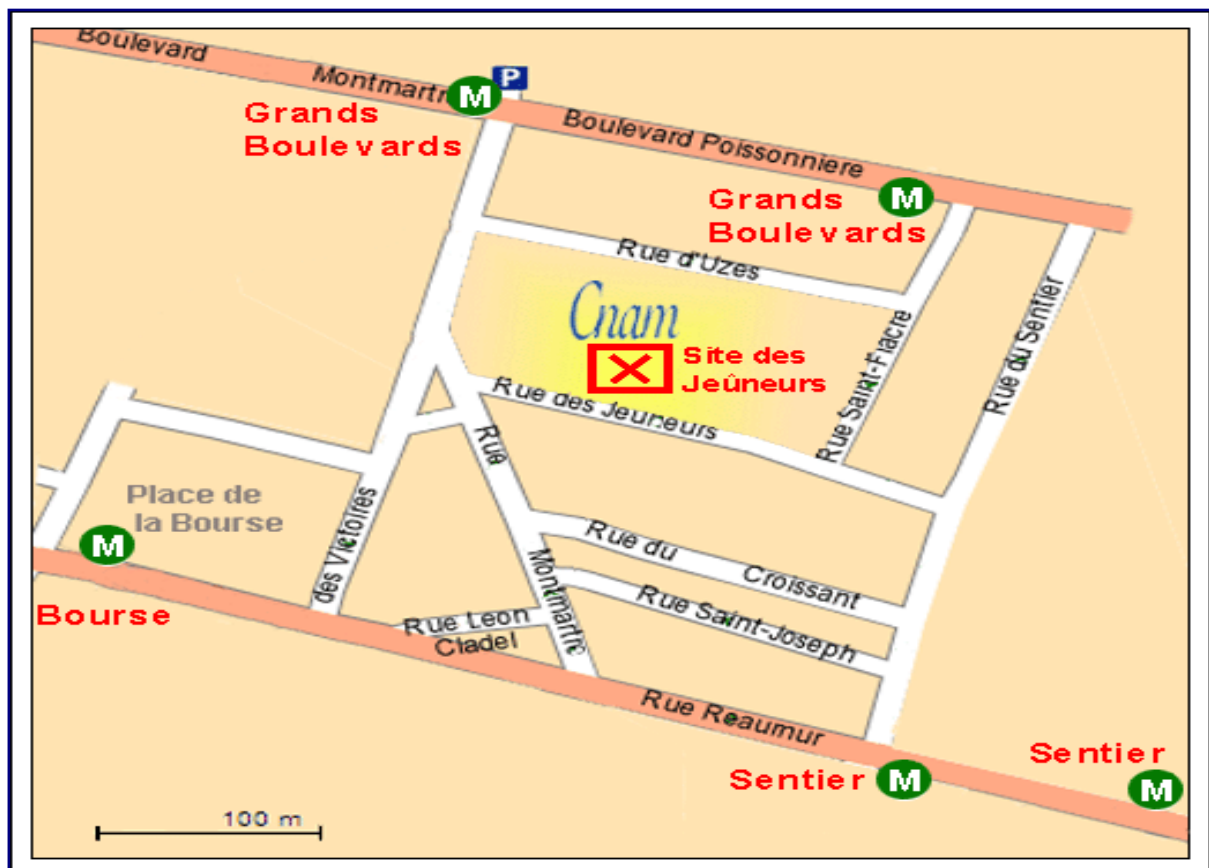 Boulevard
Montmartre
P
M
Grands
Boulevards
Boulevard Poissonniere
M
Grands
Boulevards
Rue d'Uzes
Cnam
Site des
Jeûneurs
Rue des Jeuneurs
Rue Saint-Fiacre
Rue du Sentier
Rue
Montmartre
Place de
la Bourse
M
Bourse
des Victoires
Rue du
Croissant
Rue Saint-Joseph
Rue Leon
Cladel
Rue Reaumur
Sentier
M
Sentier
M
100 m